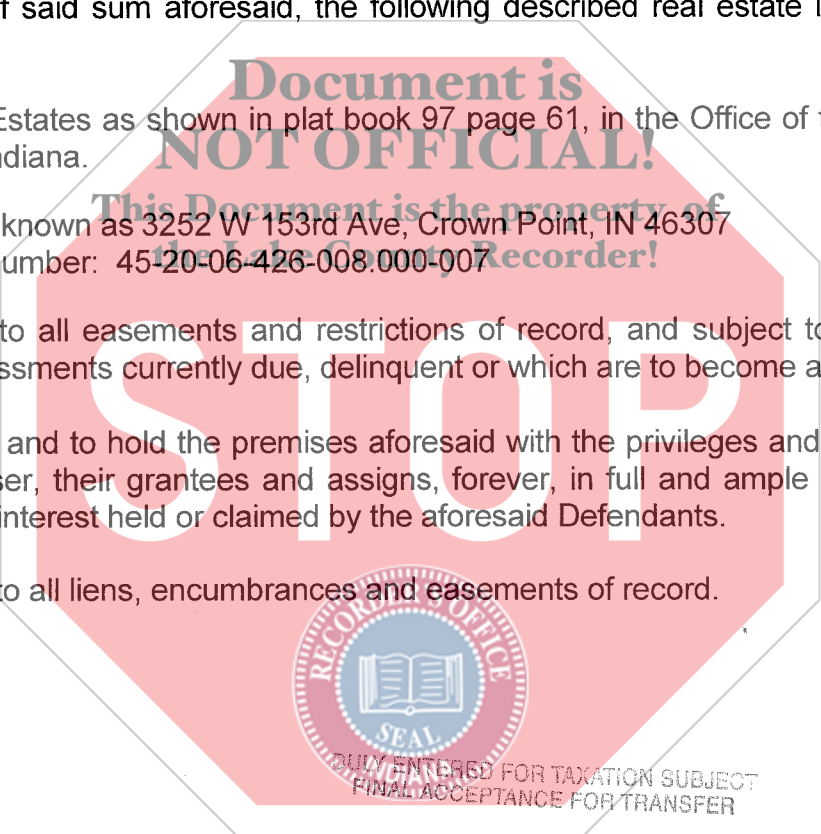 f said sum aforesaid, the following described real estate
Document is
Estates as shown in plat book 97 page 61, in the Office of
NOT OFFICIAL!
ndiana.
This Document is the property of
known as 3252 W 153rd Ave, Crown Point, IN 46307
the Lake County Recorder!
umber: 45-20-06-426-008.000-007
to all easements and restrictions of record, and subject to
ssments currently due, delinquent or which are to become a
STOP
and to hold the premises aforesaid with the privileges and
ser, their grantees and assigns, forever, in full and ample
interest held or claimed by the aforesaid Defendants.
to all liens, encumbrances and easements of record.
RECORDER'S OFFICE
SEAL
INDIANA
DULY ENTERED FOR TAXATION SUBJECT
FINAL ACCEPTANCE FOR TRANSFER